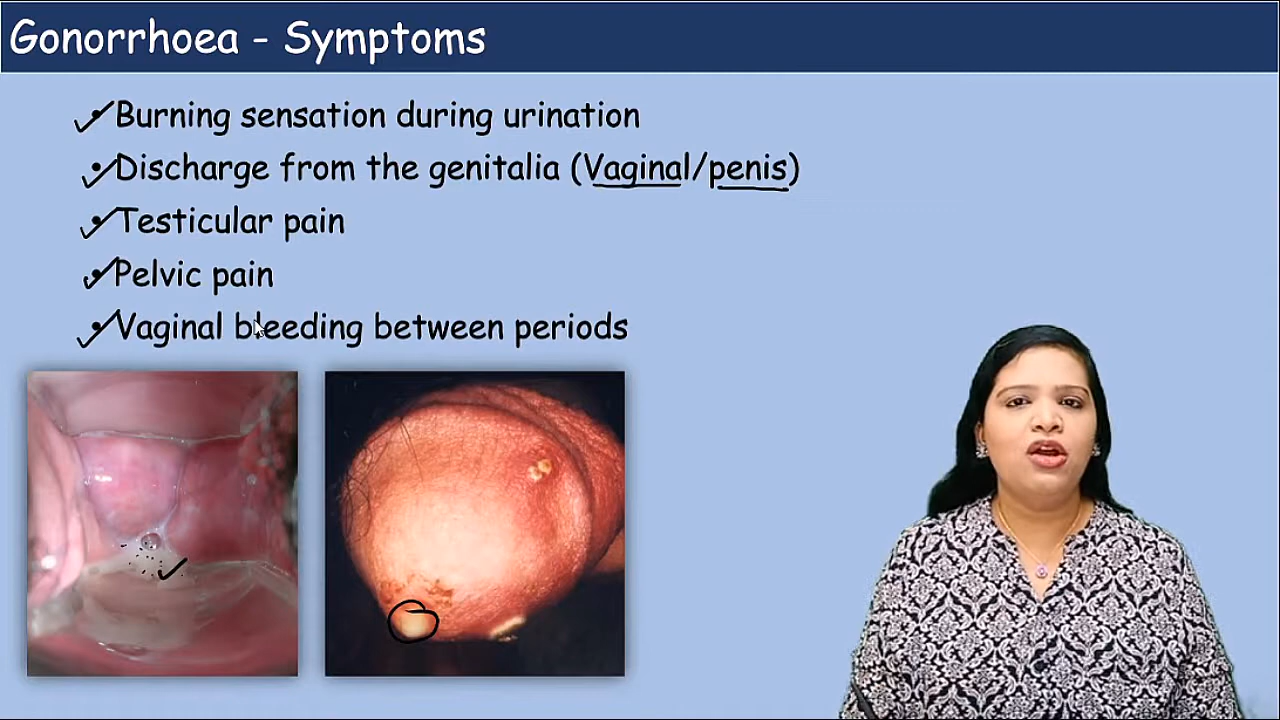 Gonorrhoea - Symptoms
• Burning sensation during urination
• Discharge from the genitalia (Vaginal/penis)
• Testicular pain
• Pelvic pain
• Vaginal bleeding between periods